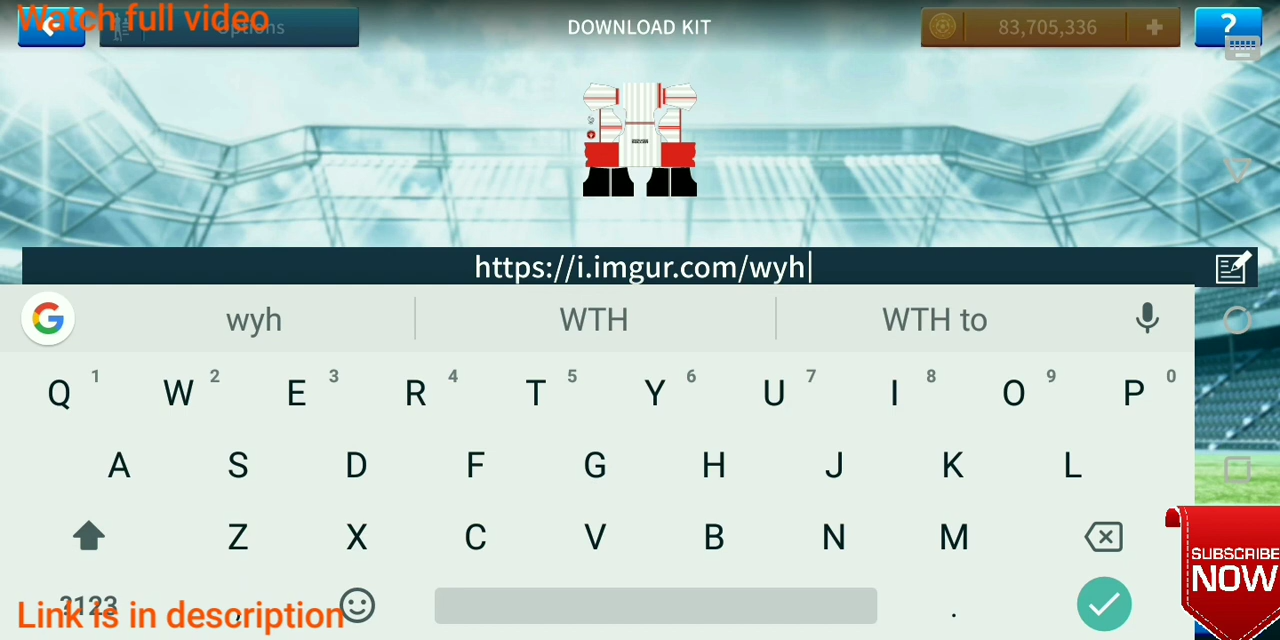 Watch full video
Options
DOWNLOAD KIT
83,705,336
+
?
https://i.imgur.com/wyh
G
wyh
WTH
WTH to
Q 1 W 2 E 3 R 4 T 5 Y 6 U 7 I 8 O 9 P 0
A S D F G H J K L
Z X C V B N M
SUBSCRIBE
NOW
?123 , .
Link is in description